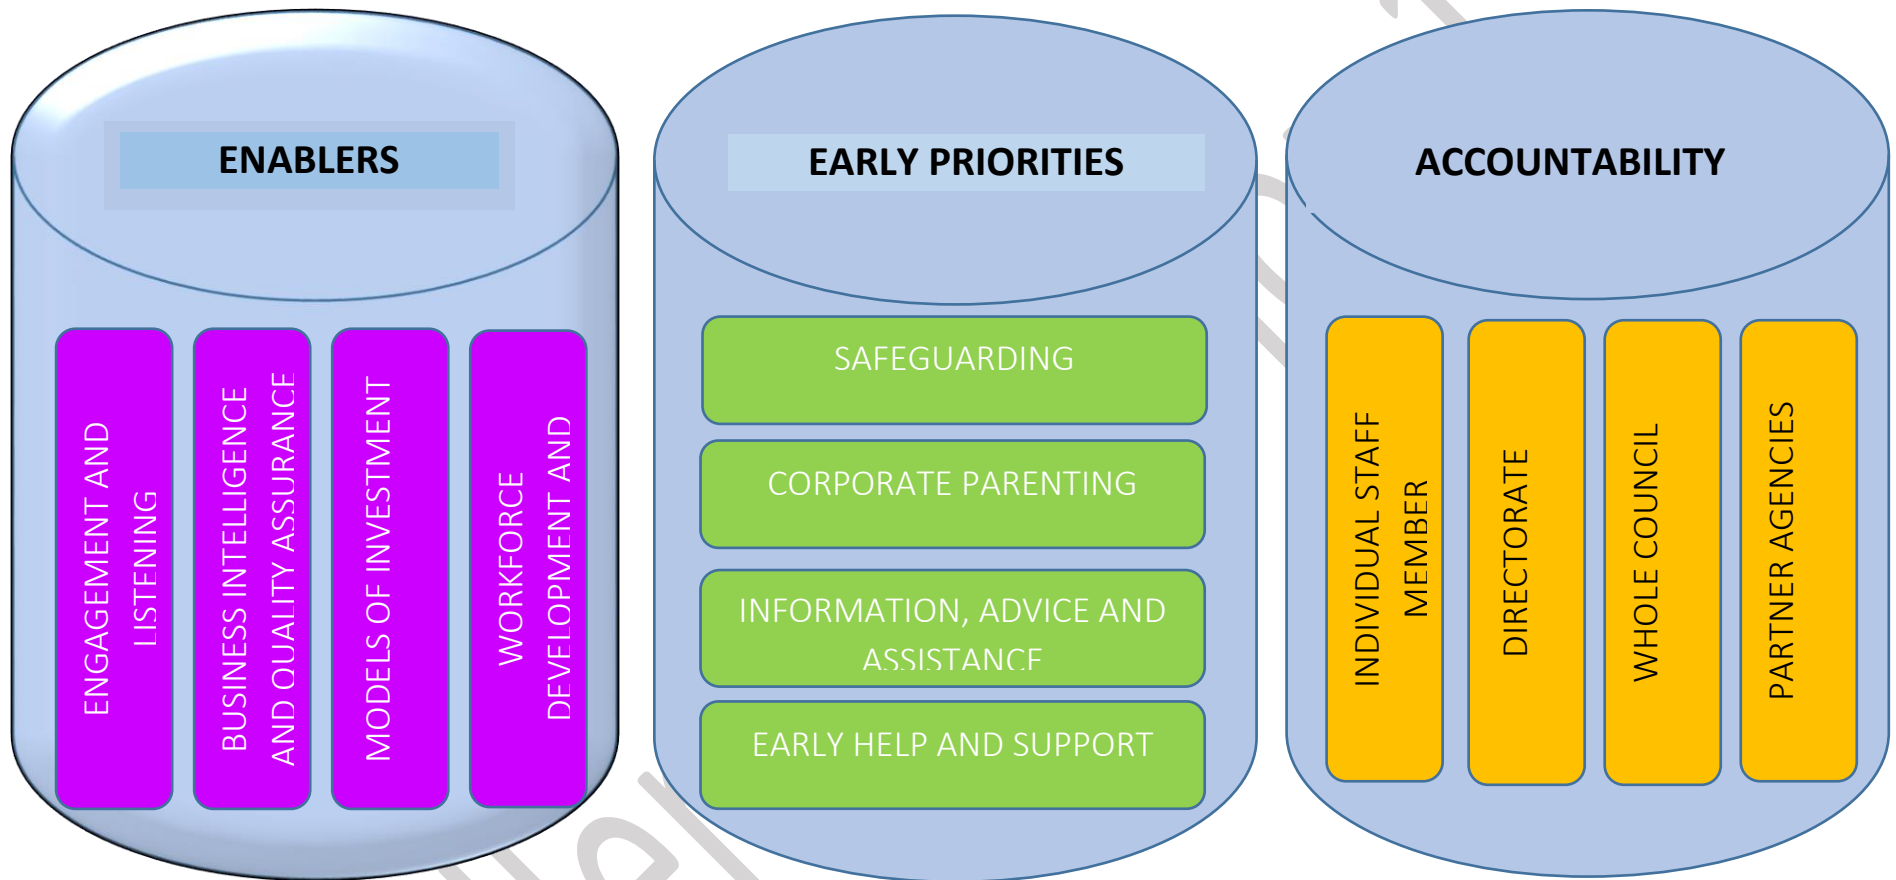 ENABLERS
ENGAGEMENT AND
LISTENING
BUSINESS INTELLIGENCE
AND QUALITY ASSURANCE
MODELS OF INVESTMENT
WORKFORCE
DEVELOPMENT AND
EARLY PRIORITIES
SAFEGUARDING
CORPORATE PARENTING
INFORMATION, ADVICE AND
ASSISTANCE
EARLY HELP AND SUPPORT
ACCOUNTABILITY
INDIVIDUAL STAFF
MEMBER
DIRECTORATE
WHOLE COUNCIL
PARTNER AGENCIES